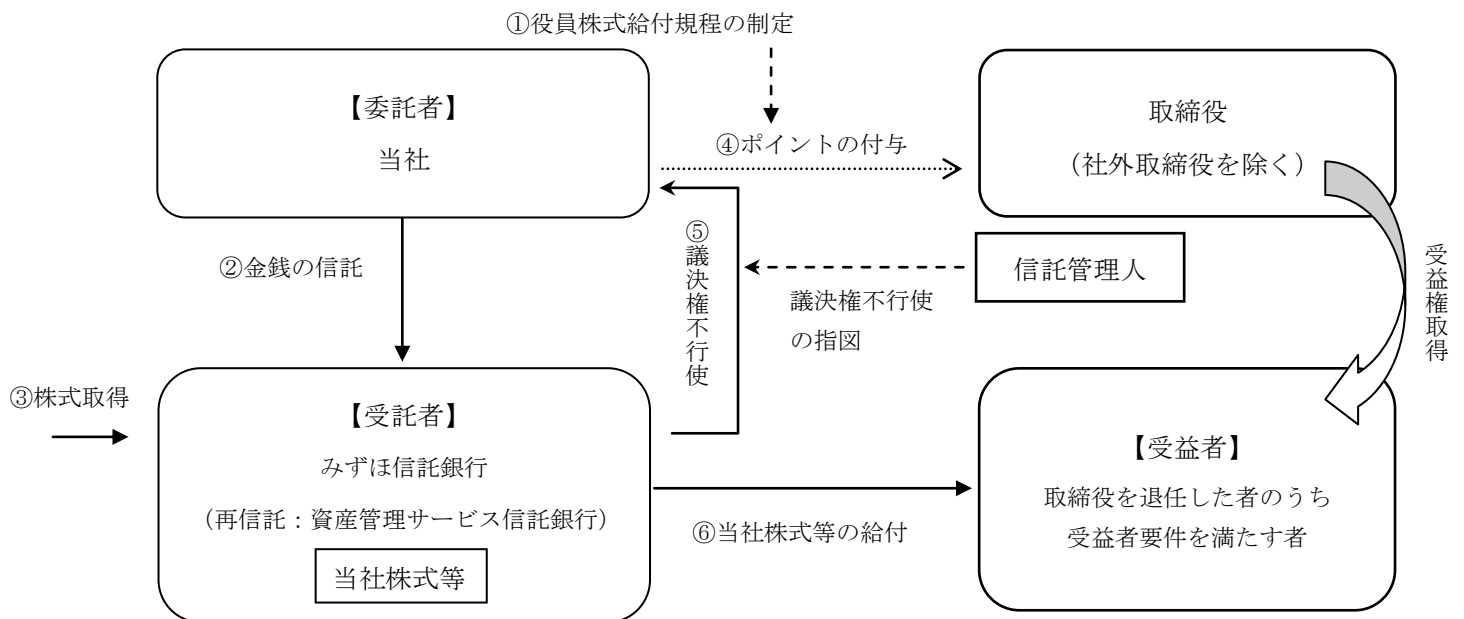 ①役員株式給付規程の制定
【委託者】
当社
④ポイントの付与
取締役
（社外取締役を除く）
②金銭の信託
⑤議決権不行使
議決権不行使
の指図
信託管理人
受益権取得
③株式取得
【受託者】
みずほ信託銀行
（再信託：資産管理サービス信託銀行）
当社株式等
⑥当社株式等の給付
【受益者】
取締役を退任した者のうち
受益者要件を満たす者